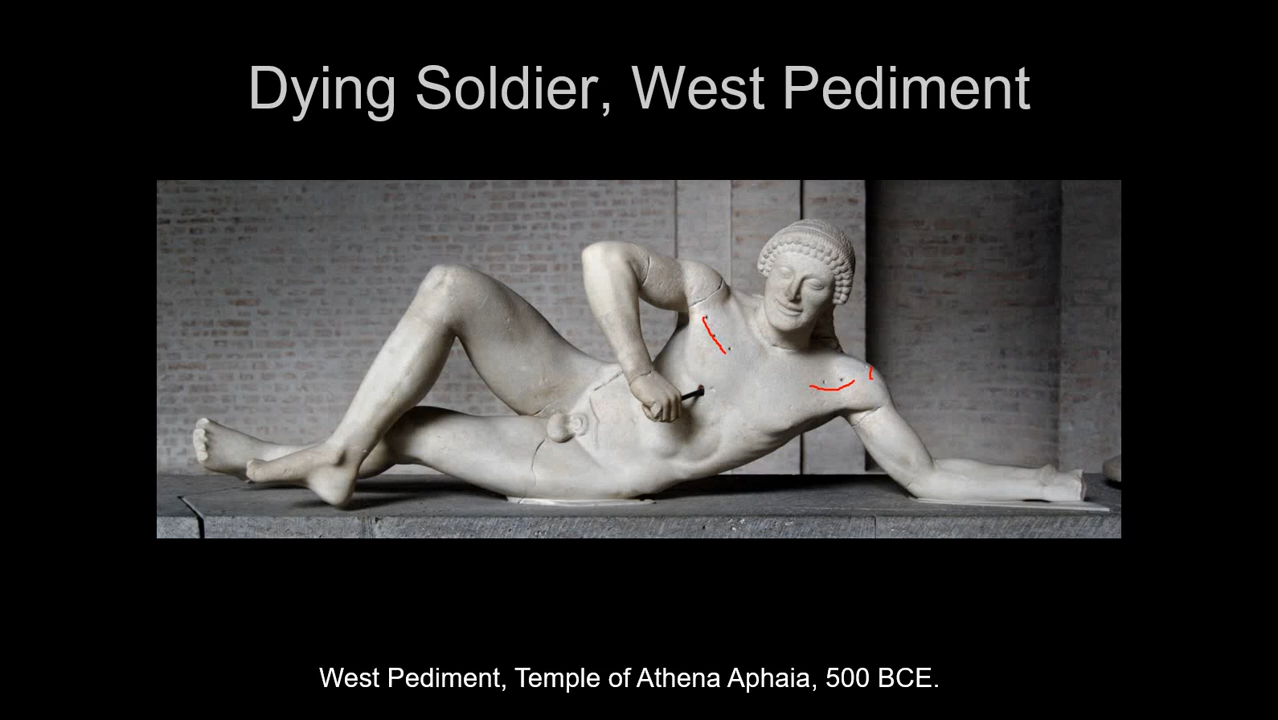 Dying Soldier, West Pediment
West Pediment, Temple of Athena Aphaia, 500 BCE.